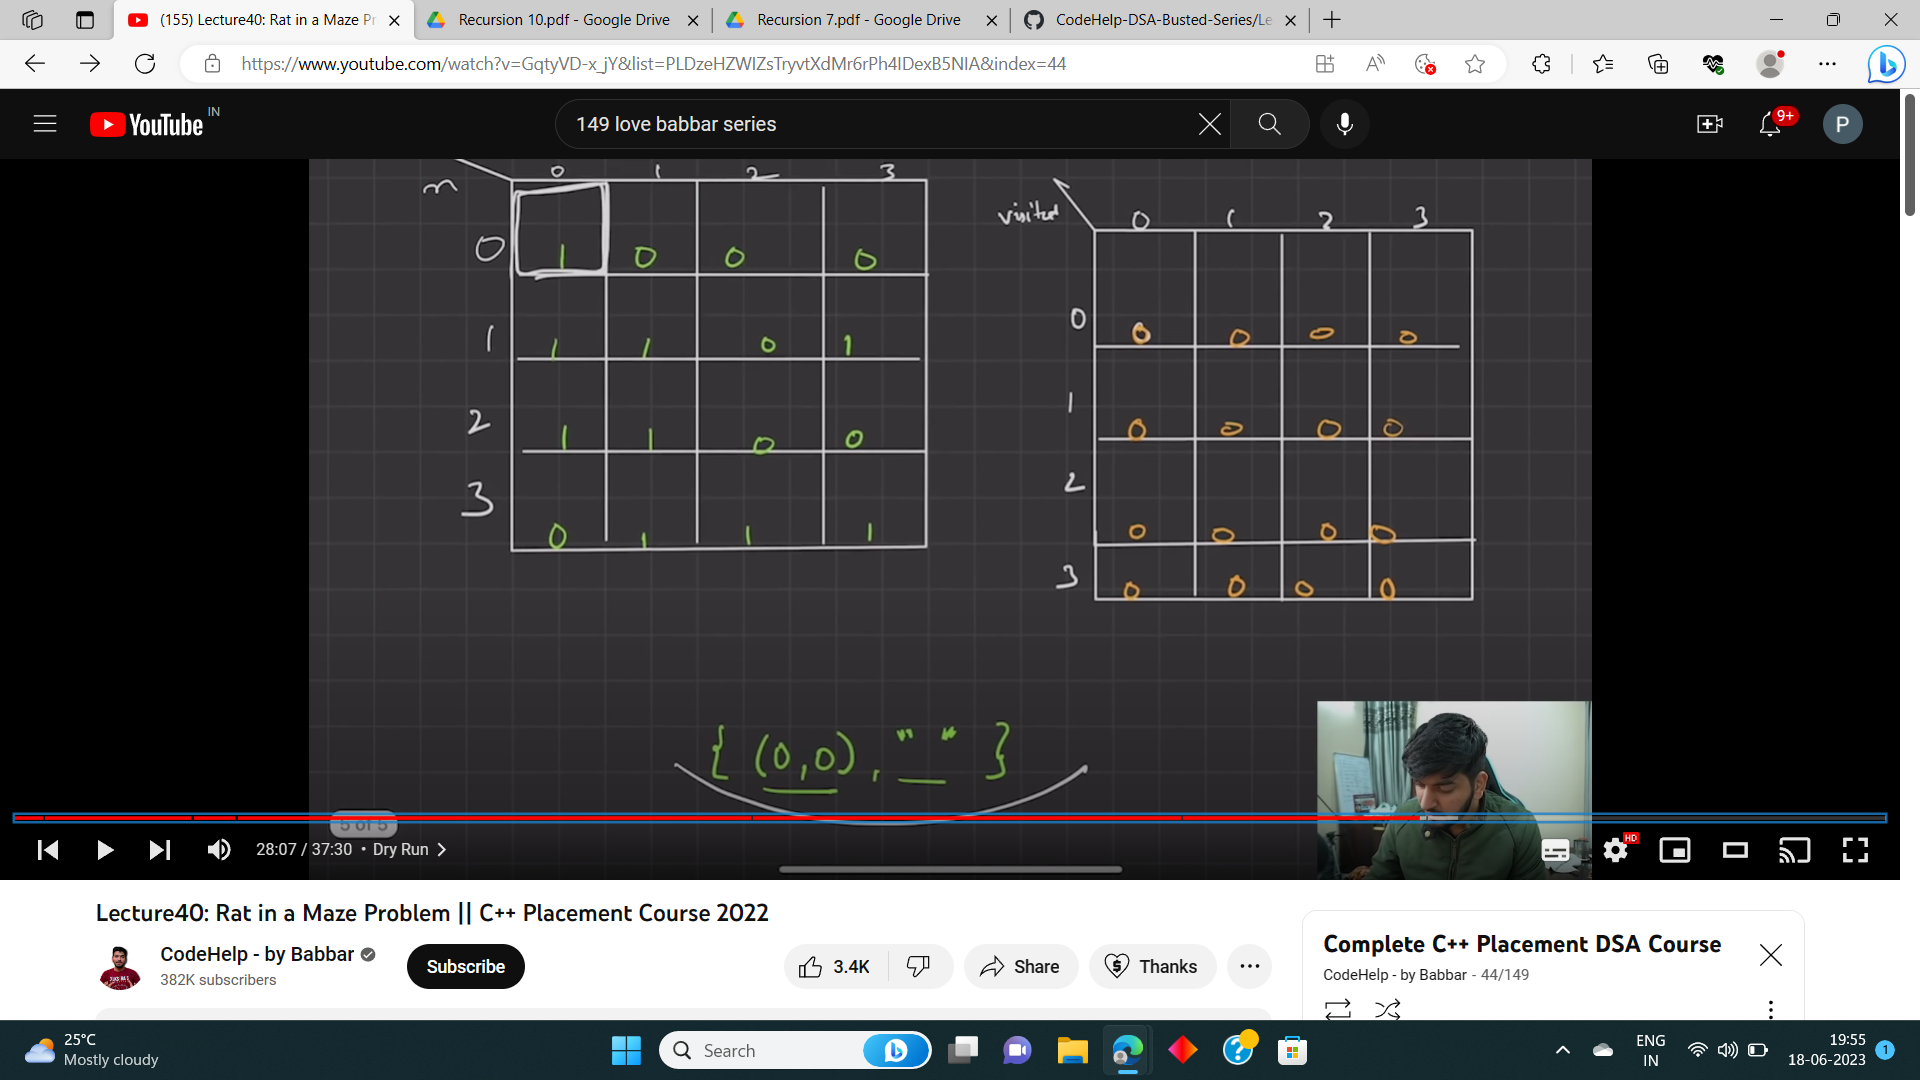 (155) Lecture40: Rat in a Maze Pr
Recursion 10.pdf - Google Drive
Recursion 7.pdf - Google Drive
CodeHelp-DSA-Busted-Series/Le
https://www.youtube.com/watch?v=GqtyVD-x_jY&list=PLDzeHZWIZsTryvtXdMr6rPh4IDexB5NIA&index=44
YouTube IN
149 love babbar series
9+
P
m 0 1 2 3
0 1 0 0 0
1 1 1 0 1
2 1 1 0 0
3 0 1 1 1
visited 0 1 2 3
0 0 0 0 0
1 0 0 0 0
2 0 0 0 0
3 0 0 0 0
{ (0,0), " " }
5 of 5
28:07 / 37:30 • Dry Run
HD
Lecture40: Rat in a Maze Problem || C++ Placement Course 2022
CodeHelp - by Babbar
382K subscribers
Subscribe
3.4K
Share
Thanks
Complete C++ Placement DSA Course
CodeHelp - by Babbar - 44/149
25°C
Mostly cloudy
Search
ENG
IN
19:55
18-06-2023
1